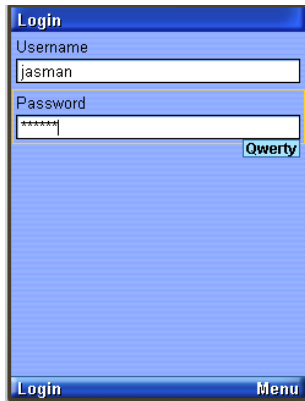 Login
Username
jasman
Password
******
Qwerty
Login Menu